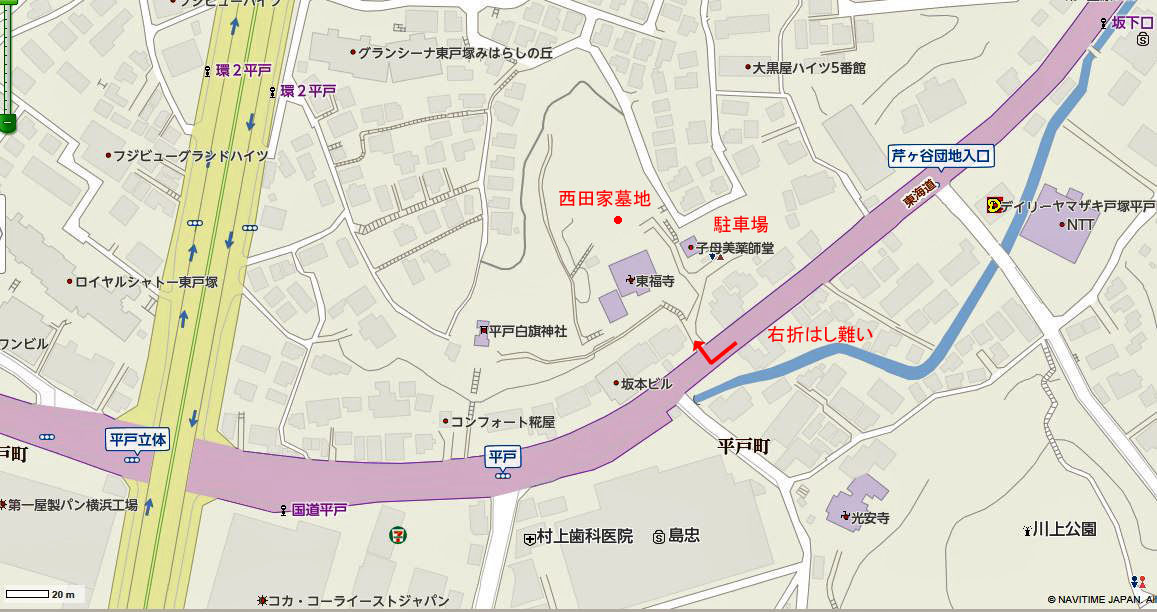 フジビューハイツ
坂下口
グランシーナ東戸塚みはらしの丘
大黒屋ハイツ5番館
環２平戸
環２平戸
フジビューグランドハイツ
芹ヶ谷団地入口
東海道
西田家墓地
デイリーヤマザキ戸塚平戸
駐車場
NTT
子母美薬師堂
東福寺
ロイヤルシャトー東戸塚
平戸白旗神社
右折はし難い
ワンビル
坂本ビル
コンフォート糀屋
平戸立体
平戸町
戸町
平戸
第一屋製パン横浜工場
国道平戸
光安寺
村上歯科医院
島忠
川上公園
20 m
コカ・コーライーストジャパン
© NAVITIME JAPAN. All